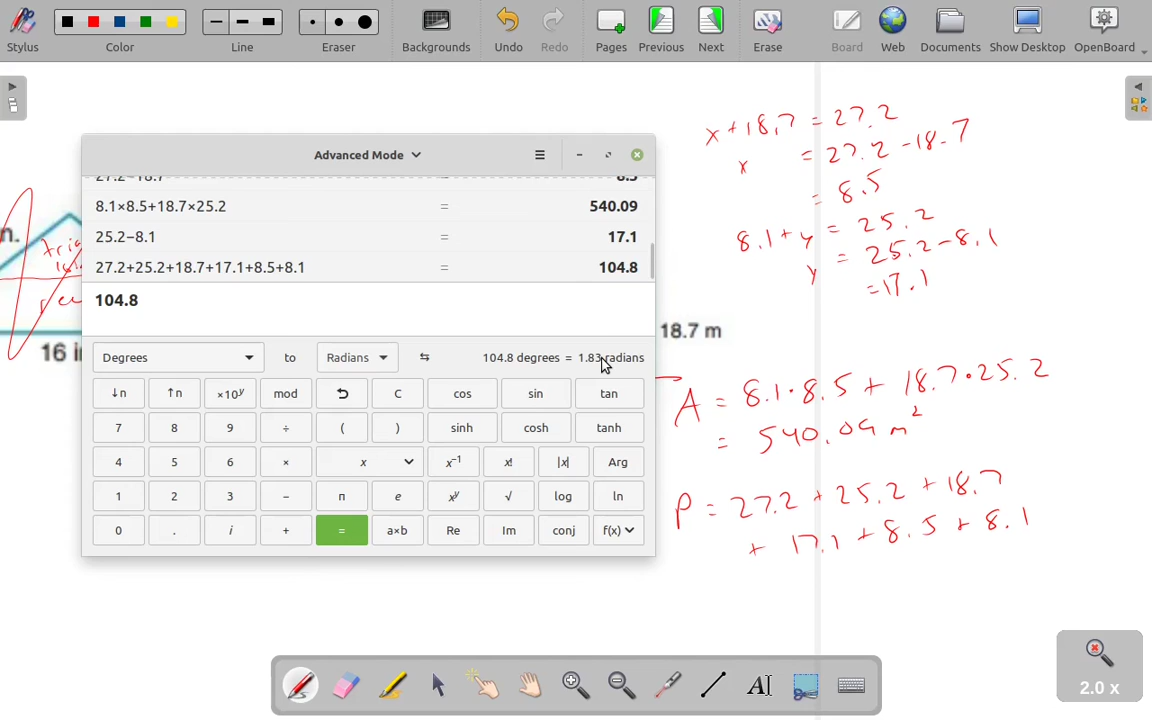 Stylus Color Line Eraser Backgrounds Undo Redo Pages Previous Next Erase Board Web Documents Show Desktop OpenBoard
Advanced Mode
27.2−18.7 = 8.5
8.1×8.5+18.7×25.2 = 540.09
25.2−8.1 = 17.1
27.2+25.2+18.7+17.1+8.5+8.1 = 104.8
104.8
Degrees to Radians 104.8 degrees = 1.83 radians
↓n ↑n ×10ʸ mod C cos sin tan
7 8 9 ÷ ( ) sinh cosh tanh
4 5 6 × x x⁻¹ x! |x| Arg
1 2 3 − π e xʸ √ log ln
0 . i + = a×b Re Im conj f(x)
n.
16 in
18.7 m
x + 18.7 = 27.2
x = 27.2 - 18.7
= 8.5
8.1 + y = 25.2
y = 25.2 - 8.1
= 17.1
A = 8.1 · 8.5 + 18.7 · 25.2
= 540.09 m²
P = 27.2 + 25.2 + 18.7
+ 17.1 + 8.5 + 8.1
2.0 x